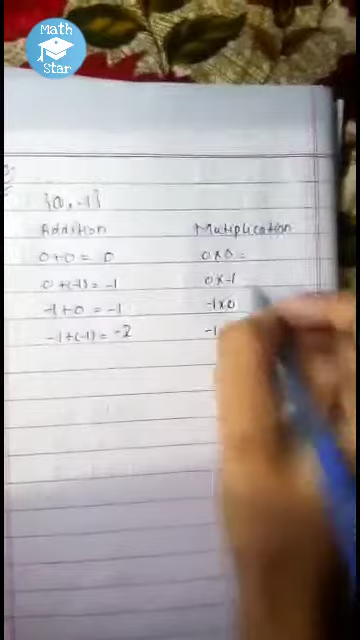 Math
Star
{0, -1}
Addition Mutiplication
0+0 = 0 0×0 =
0+(-1) = -1 0×-1
-1+0 = -1 -1×0
-1+(-1) = -2 -1